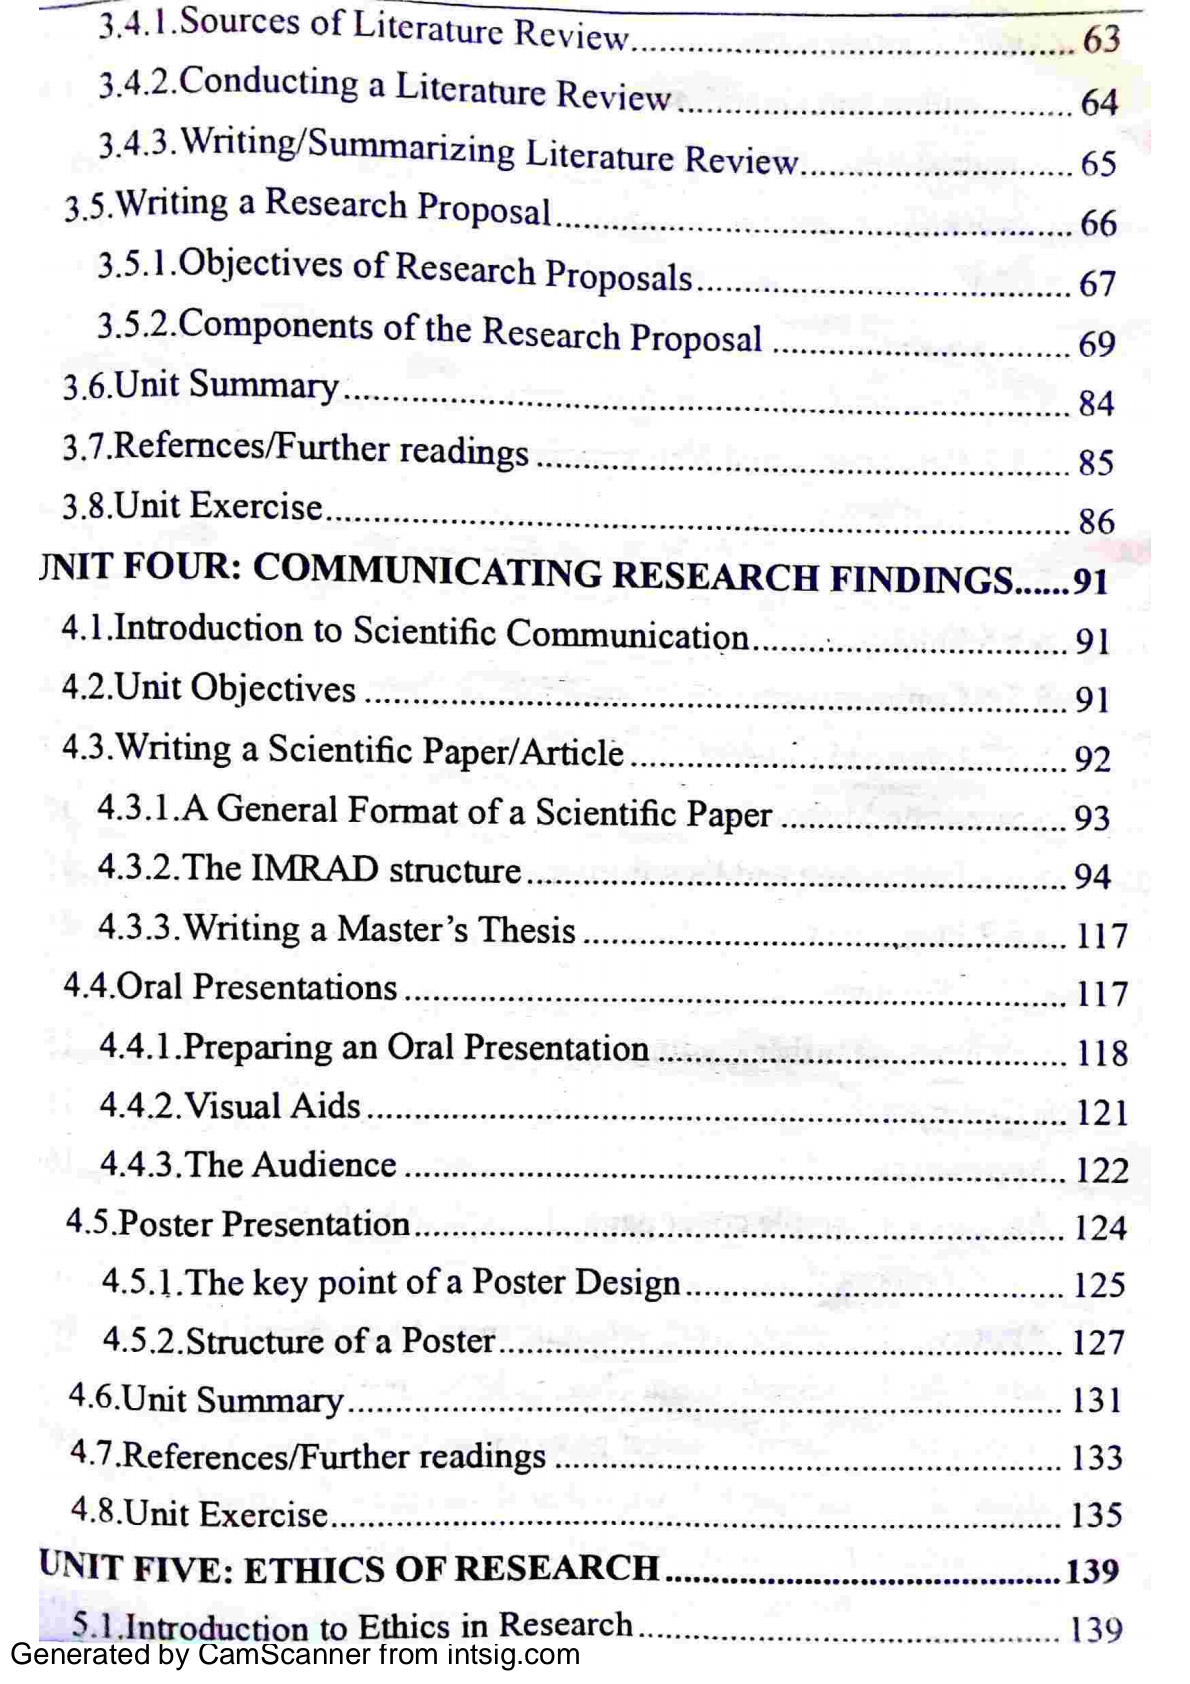 3.4.1.Sources of Literature Review.......... 63
3.4.2.Conducting a Literature Review.......... 64
3.4.3.Writing/Summarizing Literature Review.......... 65
3.5.Writing a Research Proposal.......... 66
3.5.1.Objectives of Research Proposals.......... 67
3.5.2.Components of the Research Proposal .......... 69
3.6.Unit Summary.......... 84
3.7.Refernces/Further readings .......... 85
3.8.Unit Exercise.......... 86
UNIT FOUR: COMMUNICATING RESEARCH FINDINGS......91
4.1.Introduction to Scientific Communication.......... 91
4.2.Unit Objectives .......... 91
4.3.Writing a Scientific Paper/Article .......... 92
4.3.1.A General Format of a Scientific Paper .......... 93
4.3.2.The IMRAD structure.......... 94
4.3.3.Writing a Master's Thesis .......... 117
4.4.Oral Presentations .......... 117
4.4.1.Preparing an Oral Presentation .......... 118
4.4.2.Visual Aids .......... 121
4.4.3.The Audience .......... 122
4.5.Poster Presentation.......... 124
4.5.1.The key point of a Poster Design.......... 125
4.5.2.Structure of a Poster.......... 127
4.6.Unit Summary.......... 131
4.7.References/Further readings .......... 133
4.8.Unit Exercise.......... 135
UNIT FIVE: ETHICS OF RESEARCH..........139
5.1.Introduction to Ethics in Research.......... 139
Generated by CamScanner from intsig.com